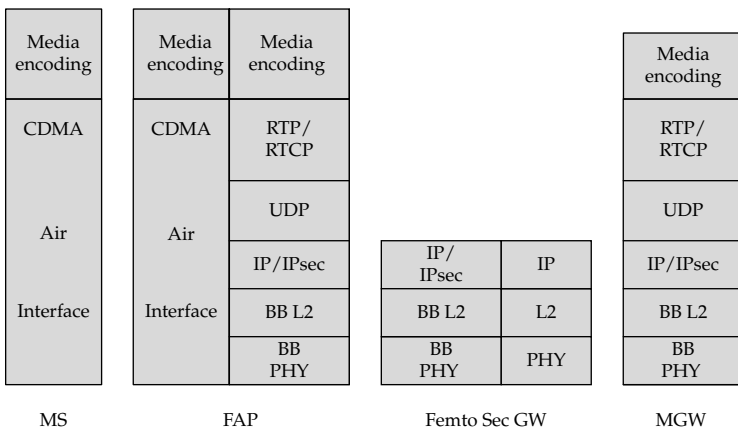 Media
encoding
CDMA
Air
Interface
MS
Media
encoding
CDMA
Air
Interface
Media
encoding
RTP/
RTCP
UDP
IP/IPsec
BB L2
BB
PHY
FAP
IP/
IPsec
BB L2
BB
PHY
IP
L2
PHY
Femto Sec GW
Media
encoding
RTP/
RTCP
UDP
IP/IPsec
BB L2
BB
PHY
MGW